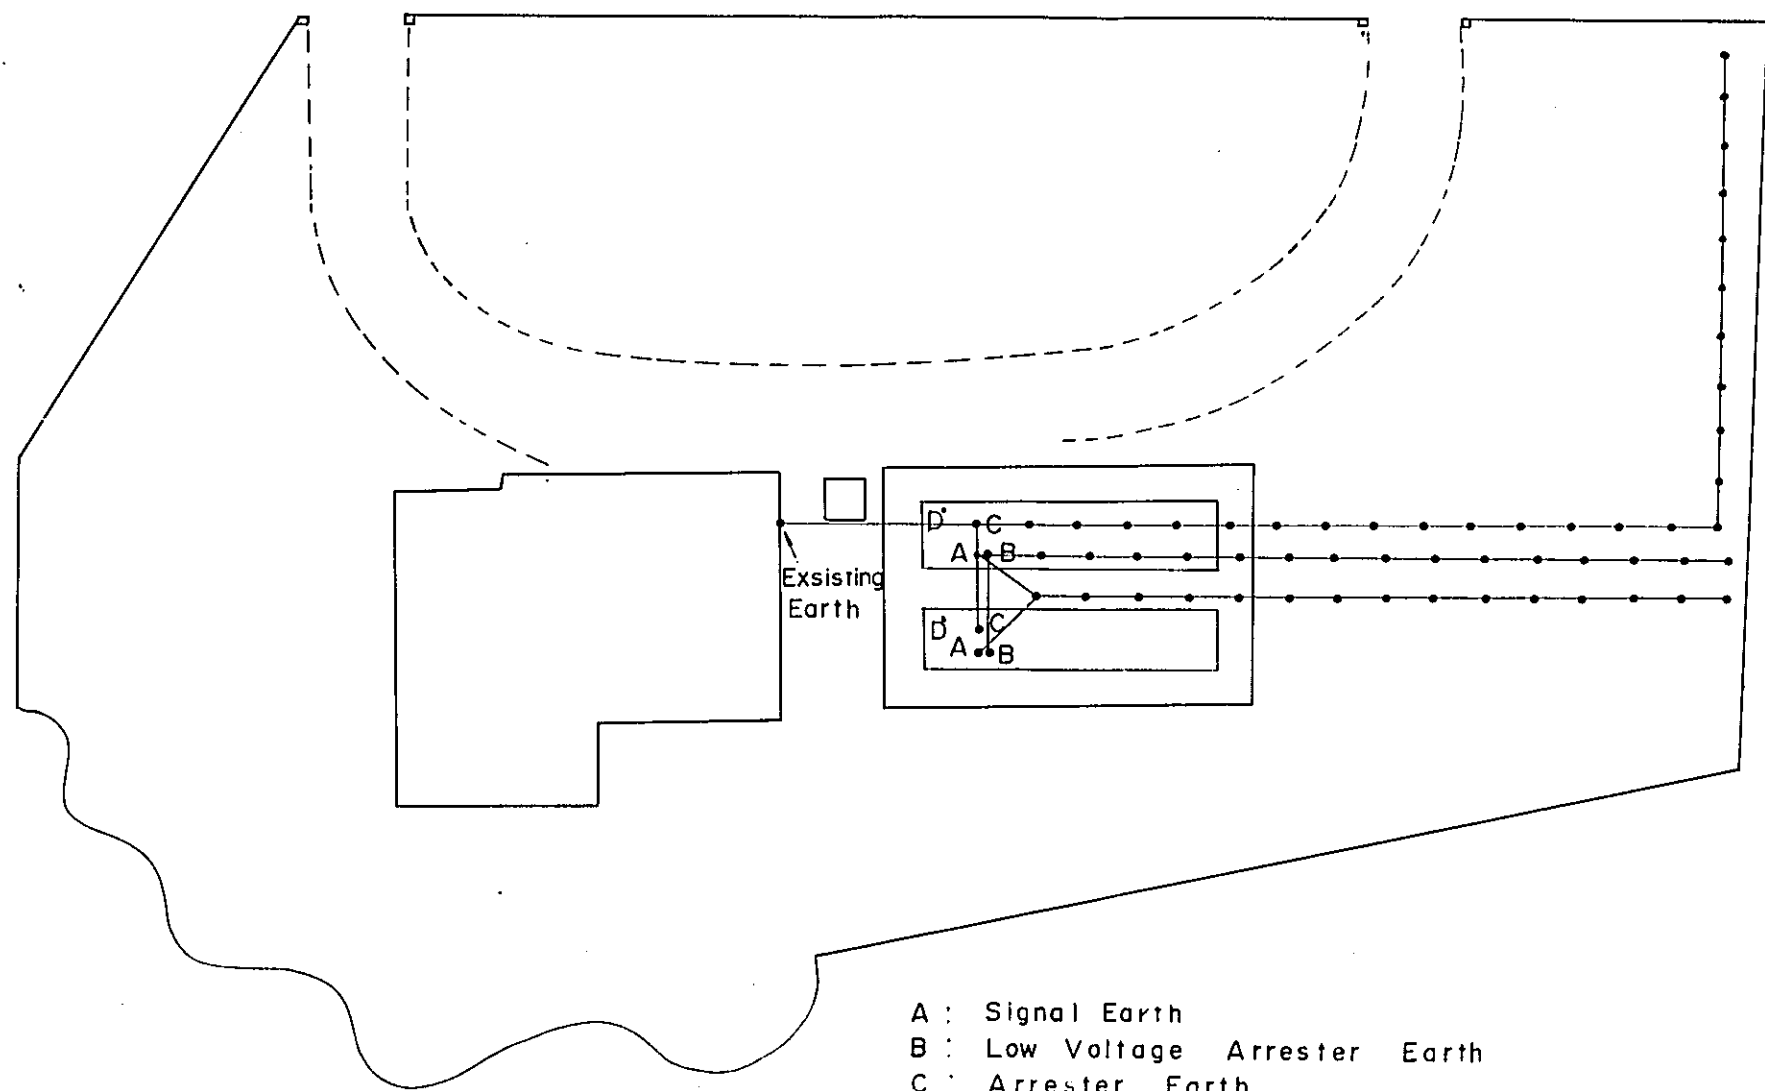 D C
A B
Exsisting
Earth
D C
A B
A : Signal Earth
B : Low Voltage Arrester Earth
C : Arrester Earth